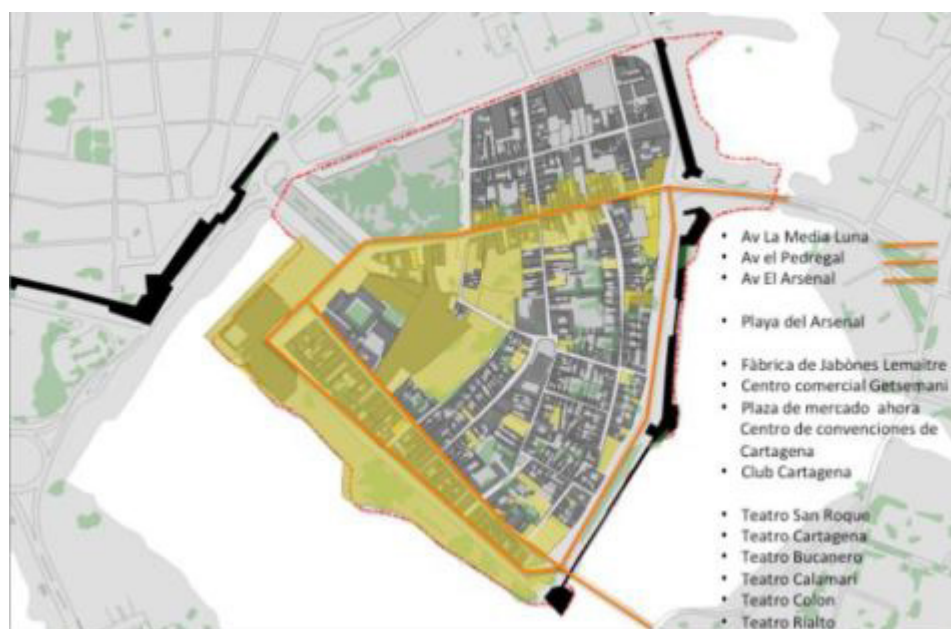 • Av La Media Luna
• Av el Pedregal
• Av El Arsenal
• Playa del Arsenal
• Fàbrica de Jabònes Lemaitre
• Centro comercial Getsemani
• Plaza de mercado ahora
Centro de convenciones de
Cartagena
• Club Cartagena
• Teatro San Roque
• Teatro Cartagena
• Teatro Bucanero
• Teatro Calamari
• Teatro Colon
• Teatro Rialto